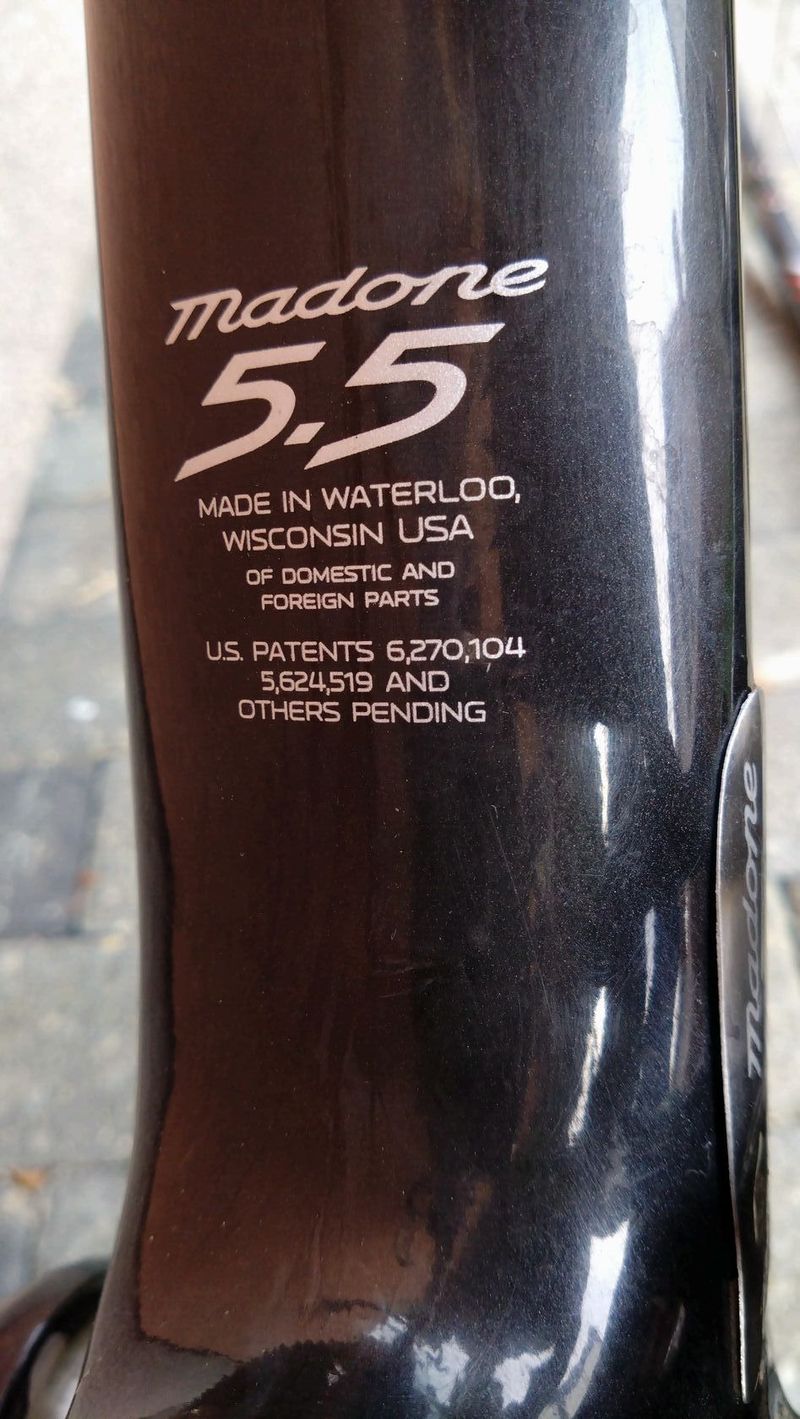 madone
5.5
MADE IN WATERLOO,
WISCONSIN USA
OF DOMESTIC AND
FOREIGN PARTS
U.S. PATENTS 6,270,104
5,624,519 AND
OTHERS PENDING
madone